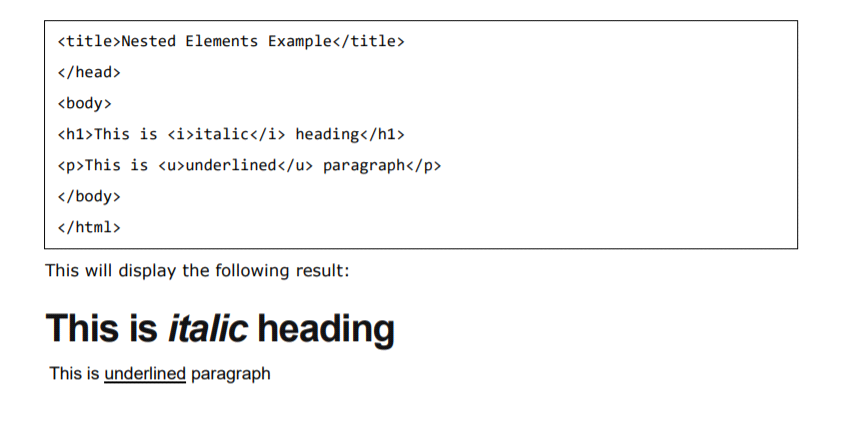 <title>Nested Elements Example</title>
</head>
<body>
<h1>This is <i>italic</i> heading</h1>
<p>This is <u>underlined</u> paragraph</p>
</body>
</html>
This will display the following result:
This is italic heading
This is underlined paragraph